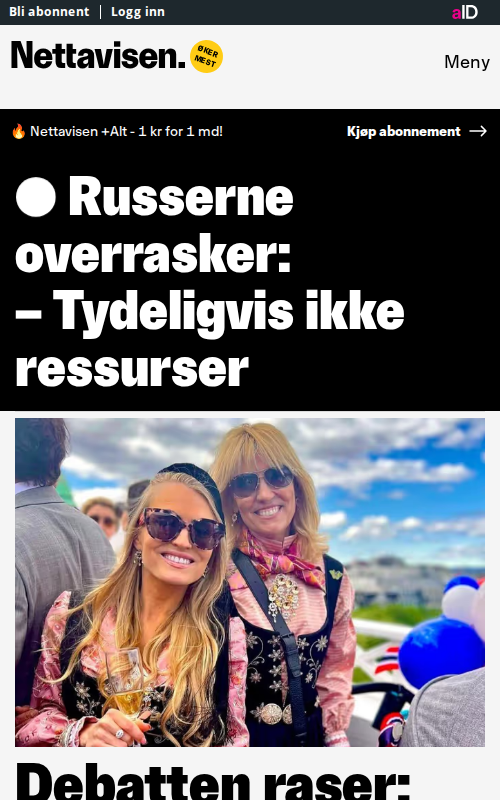 Bli abonnent | Logg inn
aID
Nettavisen.
ØKER
MEST
Meny
🔥 Nettavisen +Alt - 1 kr for 1 md!
Kjøp abonnement →
Russerne
overrasker:
– Tydeligvis ikke
ressurser
Debatten raser: